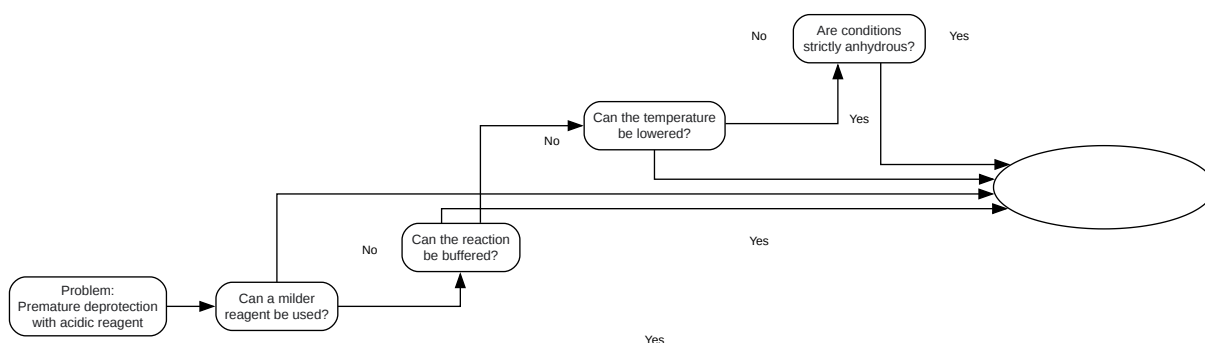 No
Are conditions
strictly anhydrous?
Yes
Can the temperature
be lowered?
Yes
No
Can the reaction
be buffered?
No
Yes
Problem:
Premature deprotection
with acidic reagent
Can a milder
reagent be used?
Yes